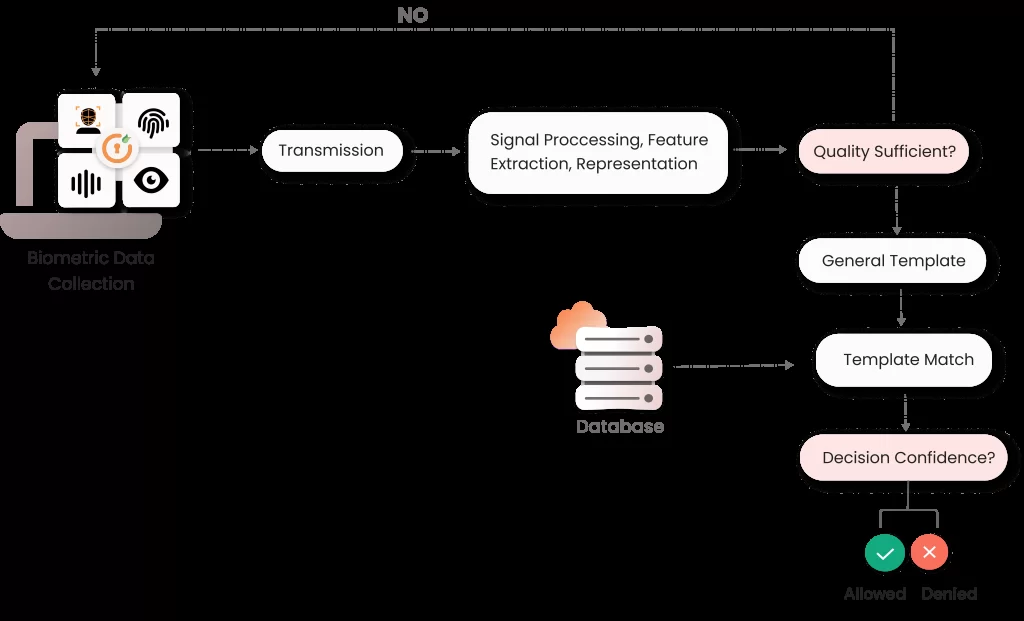 NO
Transmission
Signal Proccessing, Feature
Extraction, Representation
Quality Sufficient?
Biometric Data
Collection
General Template
Template Match
Database
Decision Confidence?
Allowed Denied